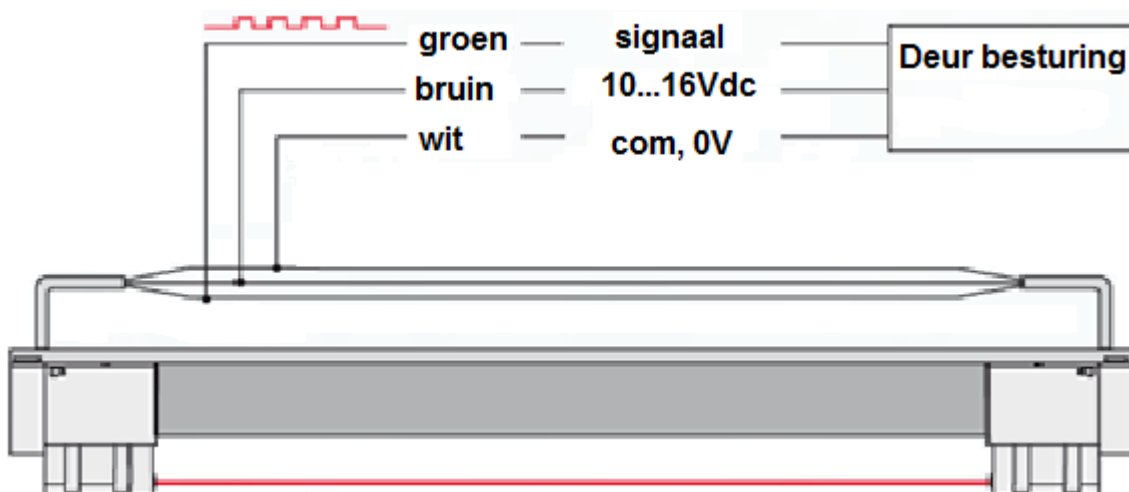 groen signaal
Deur besturing
bruin 10...16Vdc
wit com, 0V